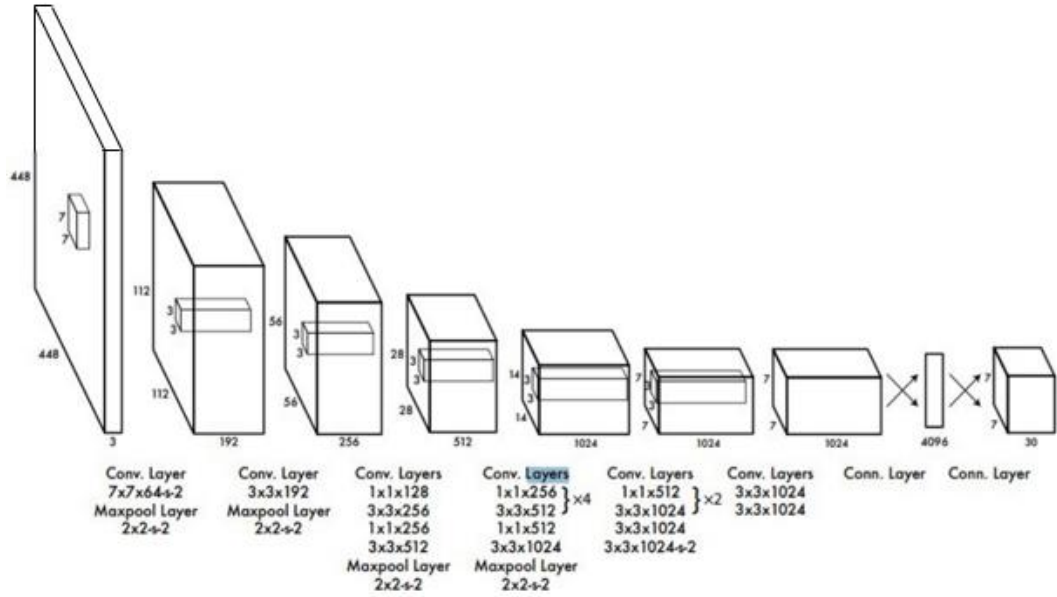 448
7
7
448
3
112
3
3
112
192
56
3
3
56
256
28
3
3
28
512
14
3
3
14
1024
7
3
3
7
1024
7
7
1024
4096
7
7
30
Conv. Layer
7x7x64-s-2
Maxpool Layer
2x2-s-2
Conv. Layer
3x3x192
Maxpool Layer
2x2-s-2
Conv. Layers
1x1x128
3x3x256
1x1x256
3x3x512
Maxpool Layer
2x2-s-2
Conv. Layers
1x1x256
3x3x512
}×4
1x1x512
3x3x1024
Maxpool Layer
2x2-s-2
Conv. Layers
1x1x512
3x3x1024
}×2
3x3x1024
3x3x1024-s-2
Conv. Layers
3x3x1024
3x3x1024
Conn. Layer
Conn. Layer